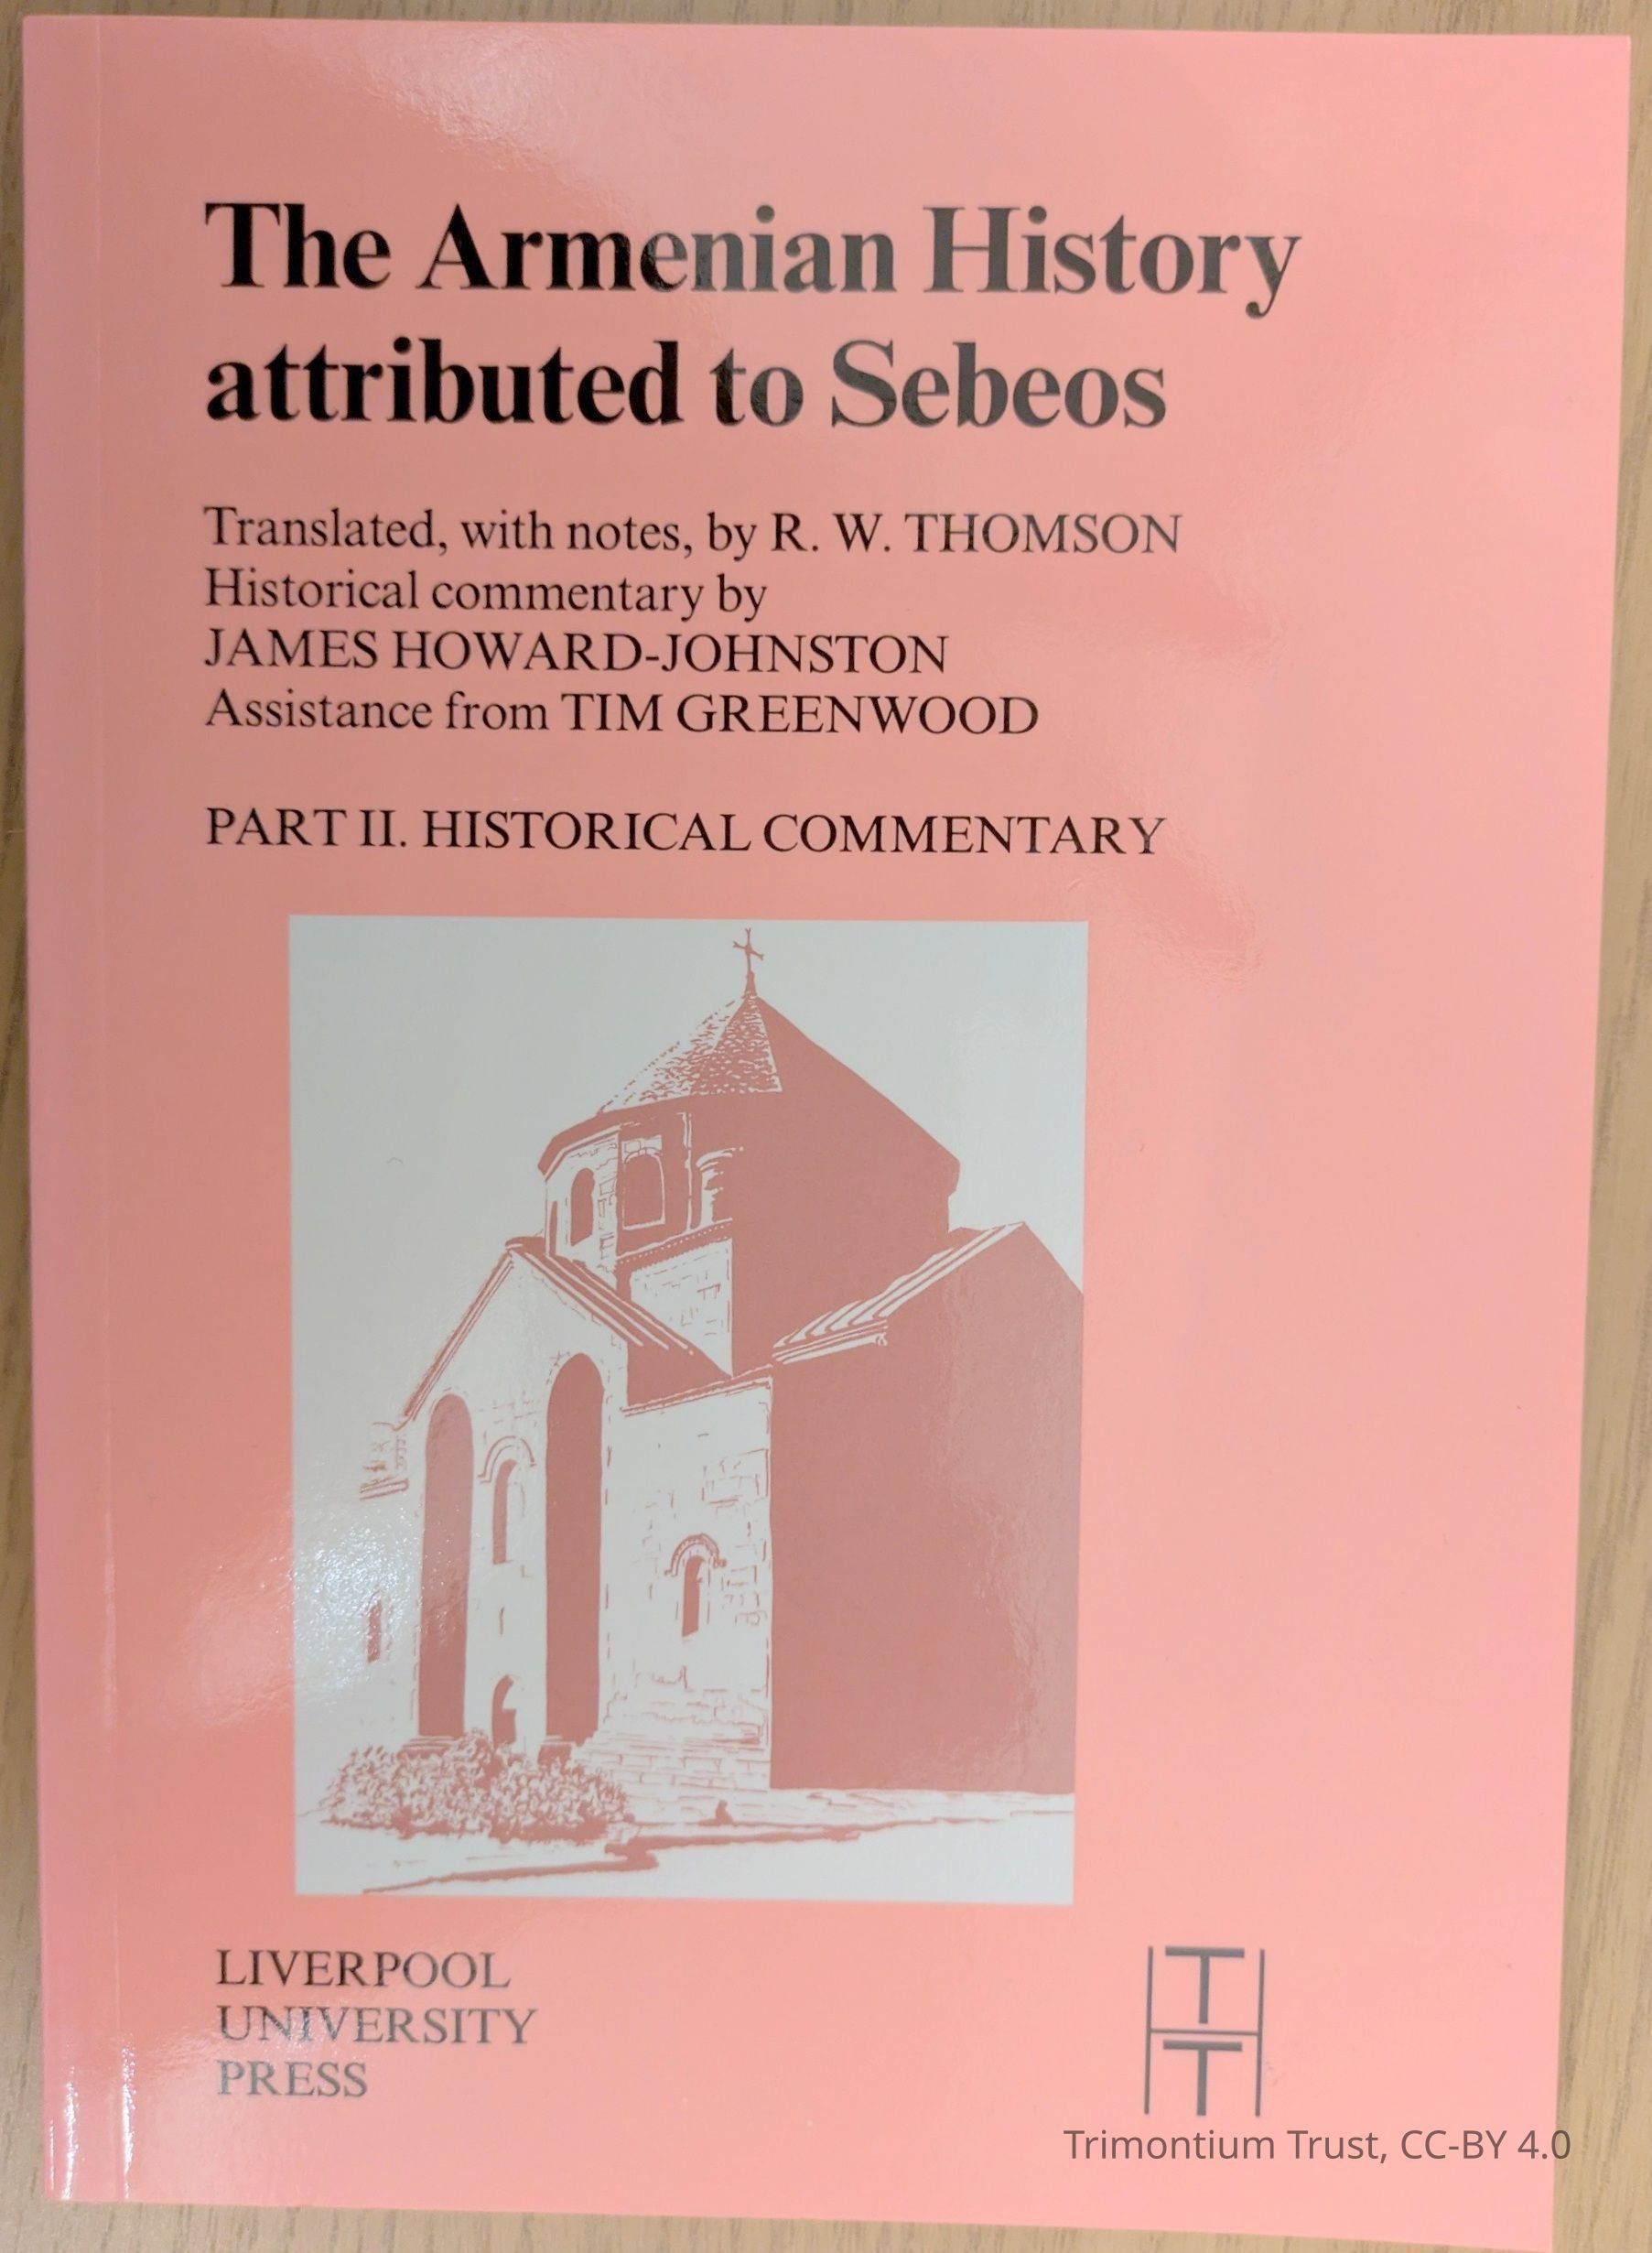 The Armenian History
attributed to Sebeos
Translated, with notes, by R. W. THOMSON
Historical commentary by
JAMES HOWARD-JOHNSTON
Assistance from TIM GREENWOOD
PART II. HISTORICAL COMMENTARY
LIVERPOOL
UNIVERSITY
PRESS
T
T
Trimontium Trust, CC-BY 4.0